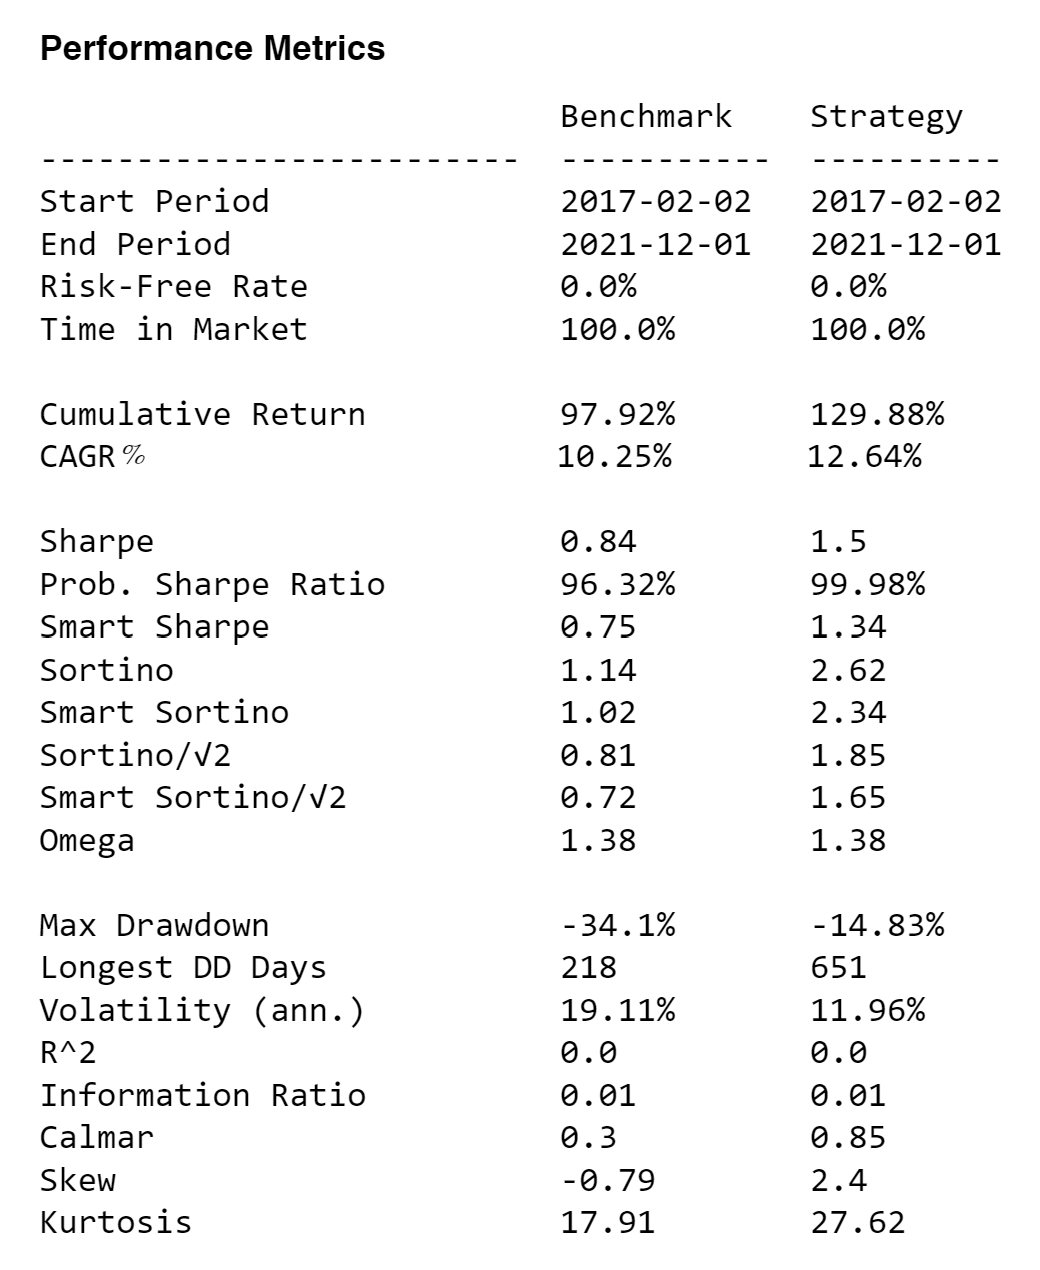 Performance Metrics
Benchmark Strategy
------------------------- ----------- ----------
Start Period 2017-02-02 2017-02-02
End Period 2021-12-01 2021-12-01
Risk-Free Rate 0.0% 0.0%
Time in Market 100.0% 100.0%
Cumulative Return 97.92% 129.88%
CAGR% 10.25% 12.64%
Sharpe 0.84 1.5
Prob. Sharpe Ratio 96.32% 99.98%
Smart Sharpe 0.75 1.34
Sortino 1.14 2.62
Smart Sortino 1.02 2.34
Sortino/√2 0.81 1.85
Smart Sortino/√2 0.72 1.65
Omega 1.38 1.38
Max Drawdown -34.1% -14.83%
Longest DD Days 218 651
Volatility (ann.) 19.11% 11.96%
R^2 0.0 0.0
Information Ratio 0.01 0.01
Calmar 0.3 0.85
Skew -0.79 2.4
Kurtosis 17.91 27.62